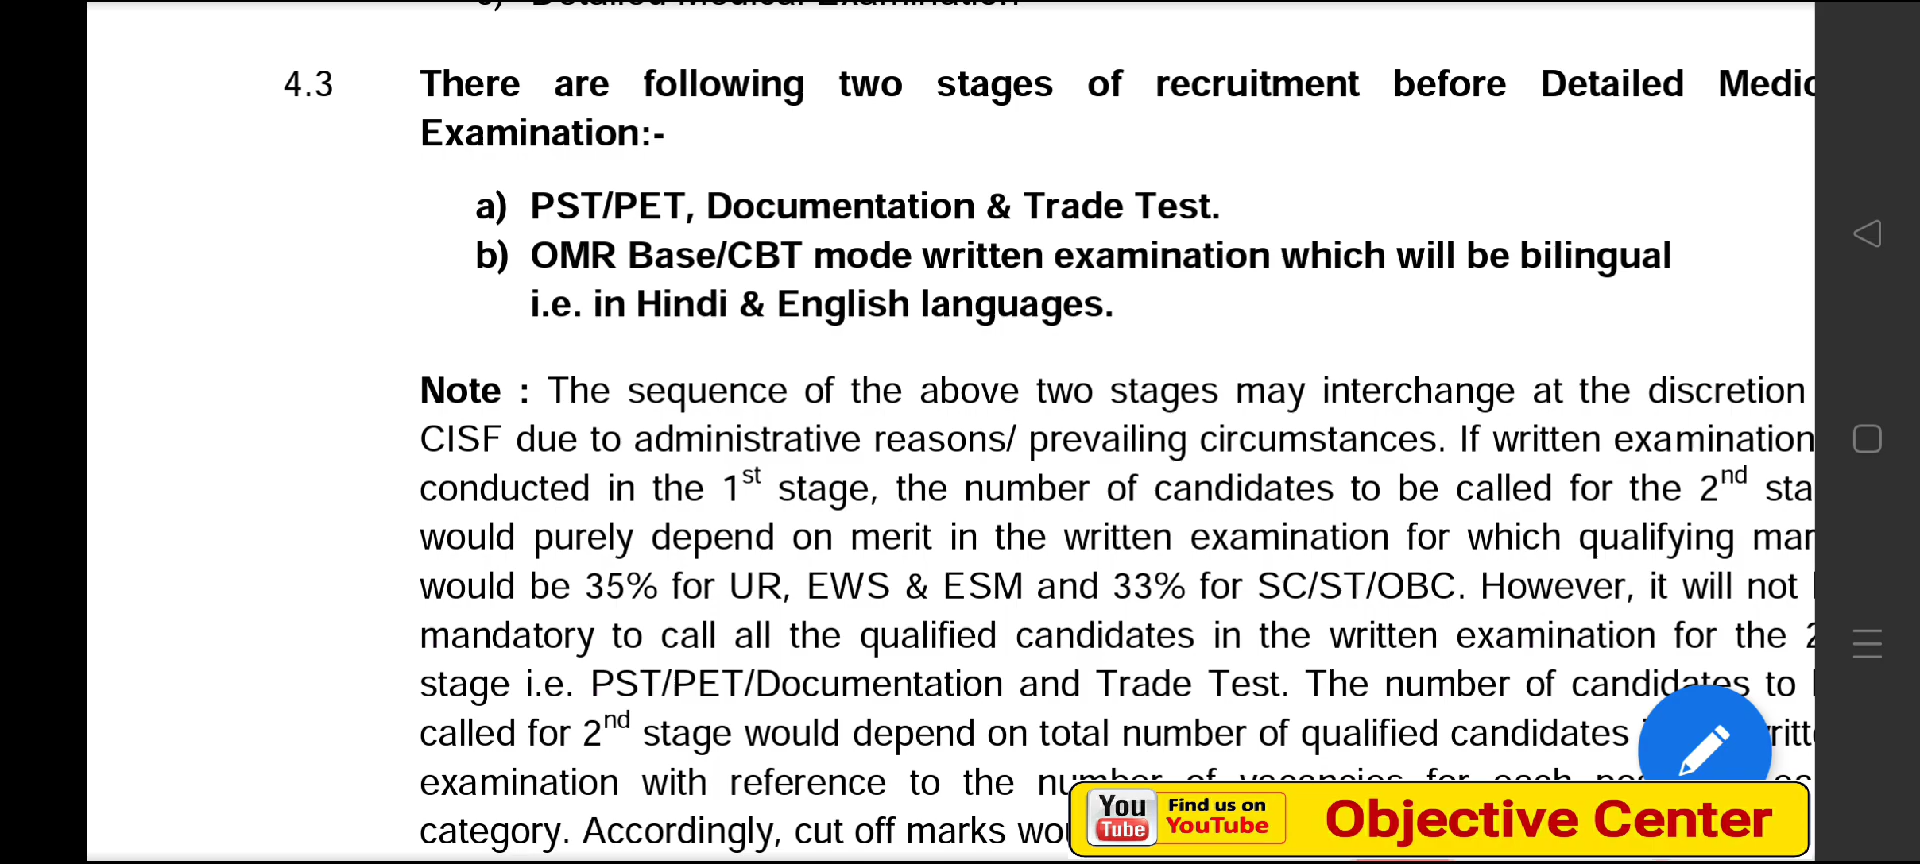 4.3 There are following two stages of recruitment before Detailed
Examination:-
a) PST/PET, Documentation & Trade Test.
b) OMR Base/CBT mode written examination which will be bilingual
i.e. in Hindi & English languages.
Note : The sequence of the above two stages may interchange at the discretion
CISF due to administrative reasons/ prevailing circumstances. If written examination
conducted in the 1st stage, the number of candidates to be called for the 2nd sta
would purely depend on merit in the written examination for which qualifying mar
would be 35% for UR, EWS & ESM and 33% for SC/ST/OBC. However, it will not
mandatory to call all the qualified candidates in the written examination for the
stage i.e. PST/PET/Documentation and Trade Test. The number of candidates to
called for 2nd stage would depend on total number of qualified candidates
examination with reference to the number of vacancies for each
category. Accordingly, cut off marks
You Tube
Find us on YouTube
Objective Center